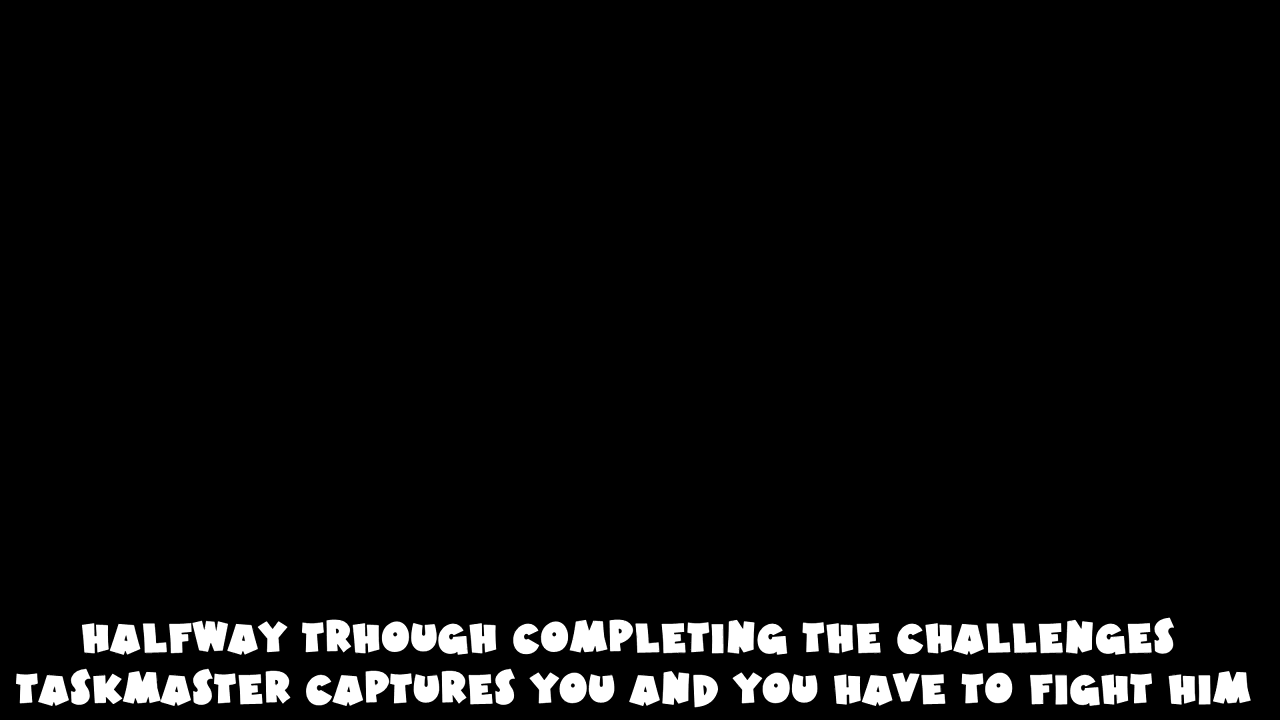 HALFWAY TRHOUGH COMPLETING THE CHALLENGES
TASKMASTER CAPTURES YOU AND YOU HAVE TO FIGHT HIM